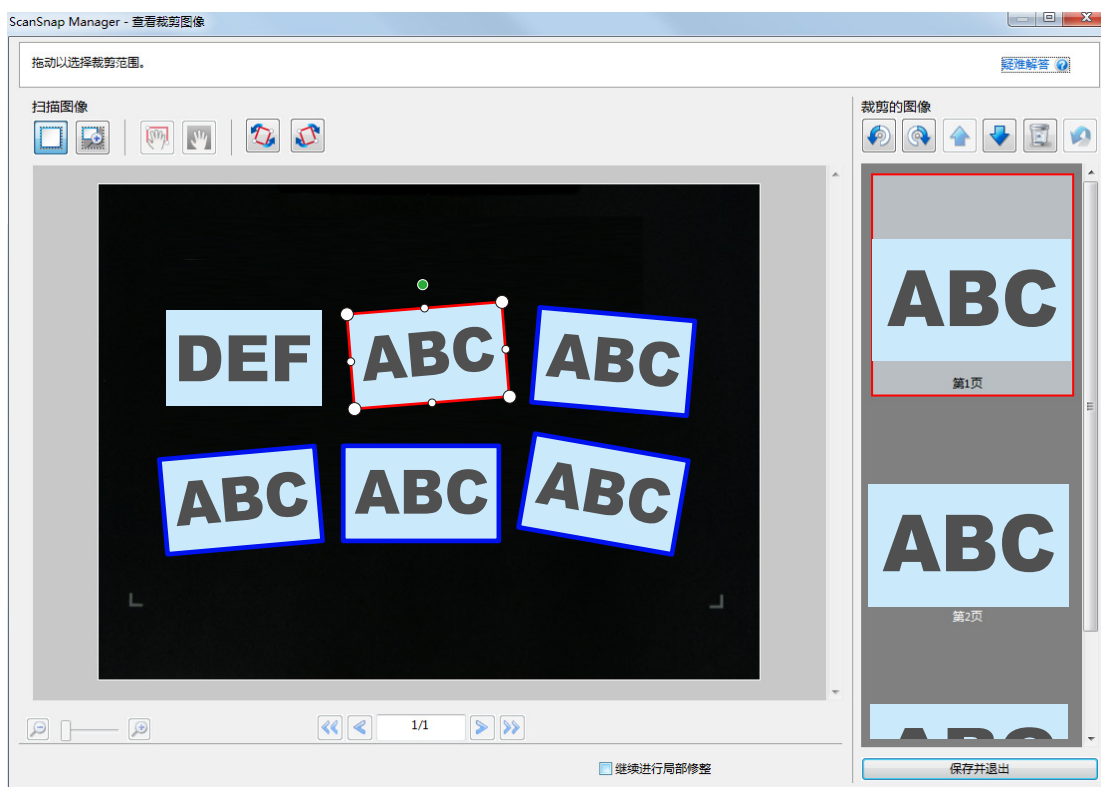 ScanSnap Manager - 查看裁剪图像
拖动以选择裁剪范围。
疑难解答
扫描图像
裁剪的图像
DEF
ABC
ABC
ABC
ABC
ABC
ABC
第1页
ABC
第2页
ABC
1/1
继续进行局部修整
保存并退出